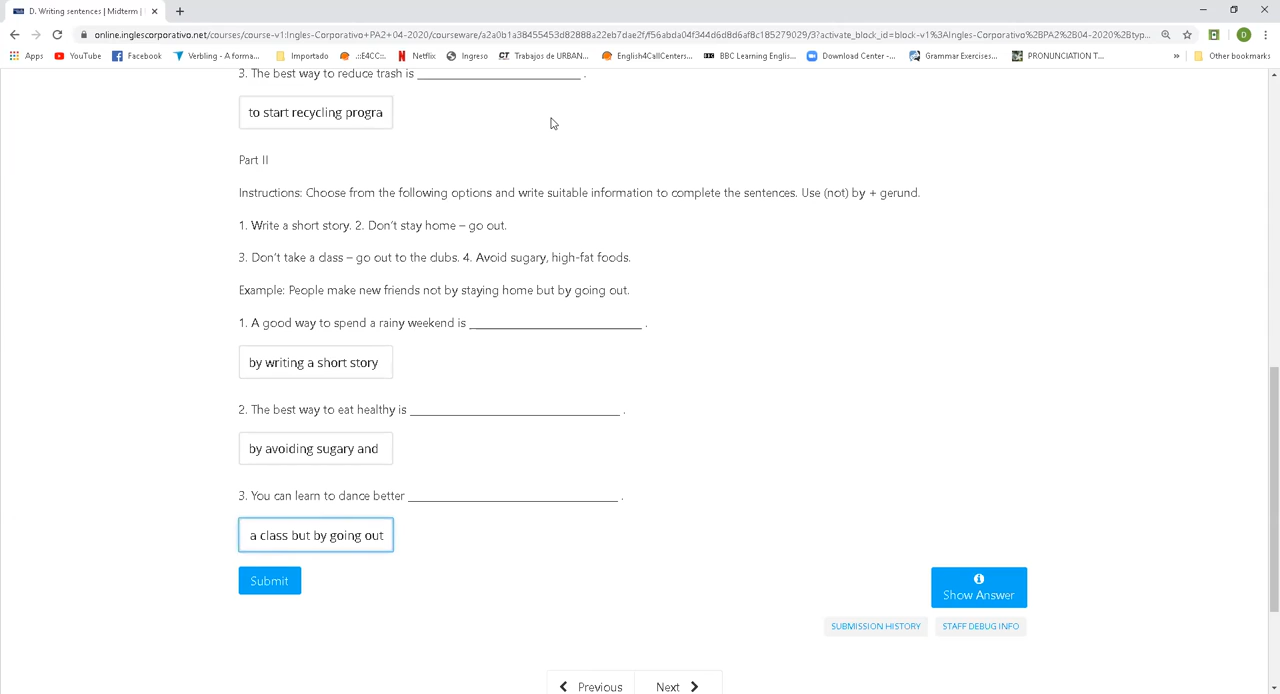 D. Writing sentences | Midterm |
online.inglescorporativo.net/courses/course-v1:Ingles-Corporativo+PA2+04-2020/courseware/a2a0b1a38455453d82888a22eb7dae2f/f56abda04f344d6d8d6af8c185279029/3?activate_block_id=block-v1%3AIngles-Corporativo%2BPA2%2B04-2020%2Btyp...
D
Apps YouTube Facebook Verbling - A forma... Importado .::E4CC::. Netflix Ingreso CT Trabajos de URBAN... English4CallCenters... BBC Learning Englis... Download Center -... Grammar Exercises... PRONUNCIATION T... » Other bookmarks
3. The best way to reduce trash is ________________________ .
to start recycling progra
Part II
Instructions: Choose from the following options and write suitable information to complete the sentences. Use (not) by + gerund.
1. Write a short story. 2. Don't stay home – go out.
3. Don't take a class – go out to the clubs. 4. Avoid sugary, high-fat foods.
Example: People make new friends not by staying home but by going out.
1. A good way to spend a rainy weekend is _________________________ .
by writing a short story
2. The best way to eat healthy is ______________________________ .
by avoiding sugary and
3. You can learn to dance better ______________________________ .
a class but by going out
Submit
Show Answer
SUBMISSION HISTORY STAFF DEBUG INFO
Previous Next